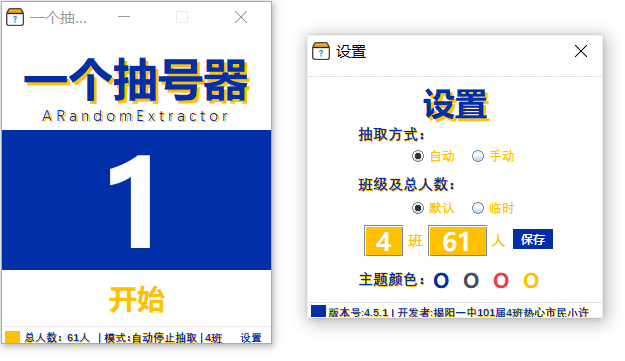 一个抽...
一个抽号器
ARandomExtractor
1
开始
总人数：61人 | 模式:自动停止抽取 | 4班 设置
设置
设置
抽取方式：
自动 手动
班级及总人数：
默认 临时
4 班 61 人 保存
主题颜色：O O O O
版本号:4.5.1 | 开发者:揭阳一中101届4班热心市民小许